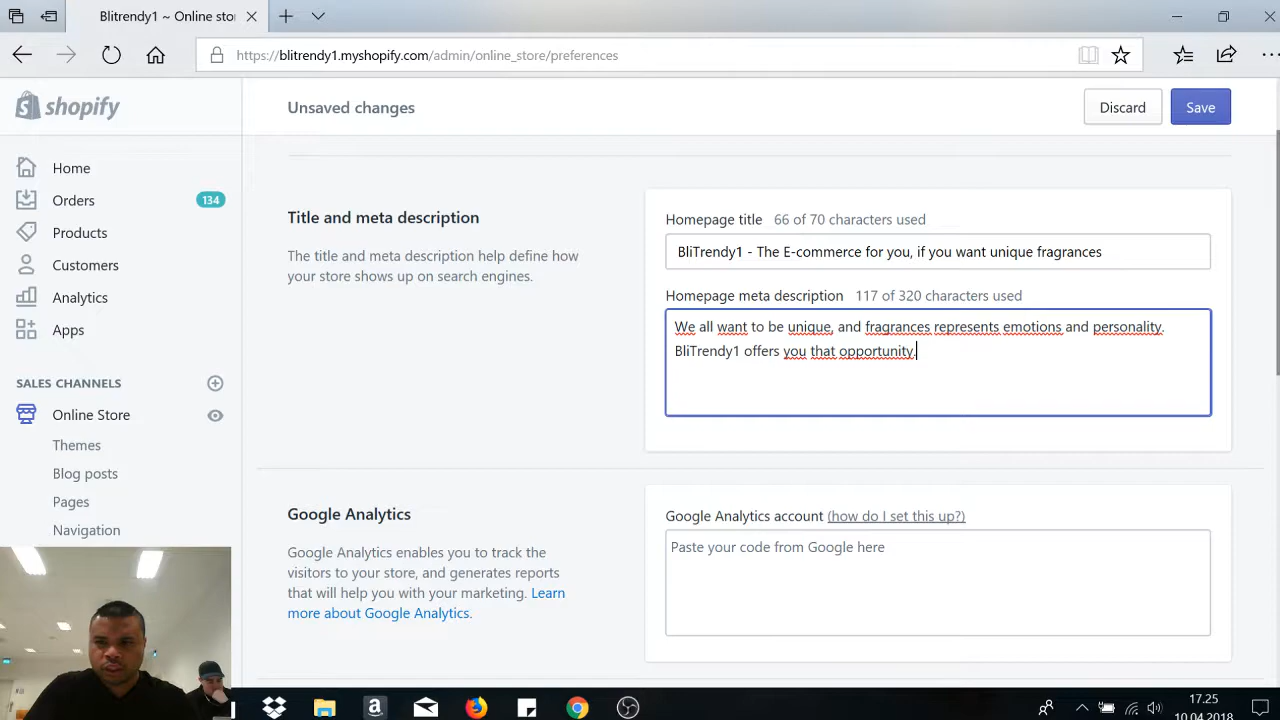 Blitrendy1 ~ Online stor
https://blitrendy1.myshopify.com/admin/online_store/preferences
shopify
Unsaved changes
Discard
Save
Home
Orders
134
Products
Customers
Analytics
Apps
SALES CHANNELS
Online Store
Themes
Blog posts
Pages
Navigation
Title and meta description
The title and meta description help define how
your store shows up on search engines.
Homepage title 66 of 70 characters used
BliTrendy1 - The E-commerce for you, if you want unique fragrances
Homepage meta description 117 of 320 characters used
We all want to be unique, and fragrances represents emotions and personality.
BliTrendy1 offers you that opportunity.
Google Analytics
Google Analytics enables you to track the
visitors to your store, and generates reports
that will help you with your marketing. Learn
more about Google Analytics.
Google Analytics account (how do I set this up?)
Paste your code from Google here
17.25
10.04.2018